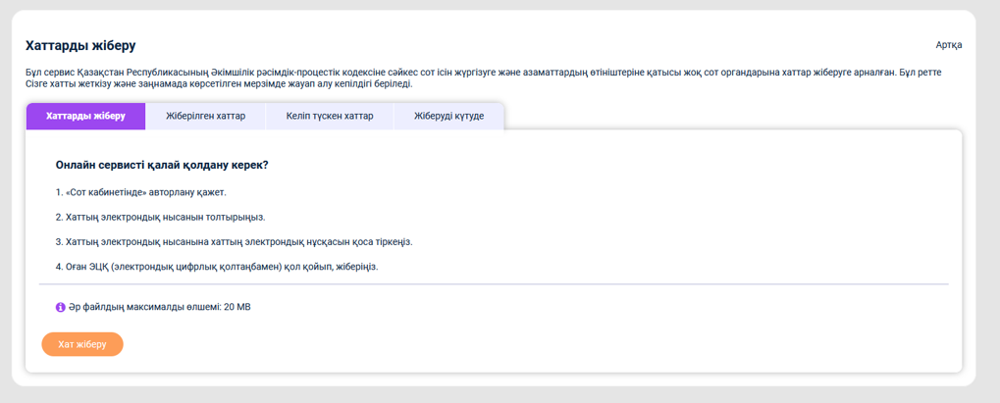 Хаттарды жіберу
Артқа
Бұл сервис Қазақстан Республикасының Әкімшілік рәсімдік-процестік кодексіне сәйкес сот ісін жүргізуге және азаматтардың өтініштеріне қатысы жоқ сот органдарына хаттар жіберуге арналған. Бұл ретте
Сізге хатты жеткізу және заңнамада көрсетілген мерзімде жауап алу кепілдігі беріледі.
Хаттарды жіберу
Жіберілген хаттар
Келіп түскен хаттар
Жіберуді күтуде
Онлайн сервисті қалай қолдану керек?
1. «Сот кабинетінде» авторлану қажет.
2. Хаттың электрондық нысанын толтырыңыз.
3. Хаттың электрондық нысанына хаттың электрондық нұсқасын қоса тіркеңіз.
4. Оған ЭЦҚ (электрондық цифрлық қолтаңбамен) қол қойып, жіберіңіз.
Әр файлдың максималды өлшемі: 20 MB
Хат жіберу